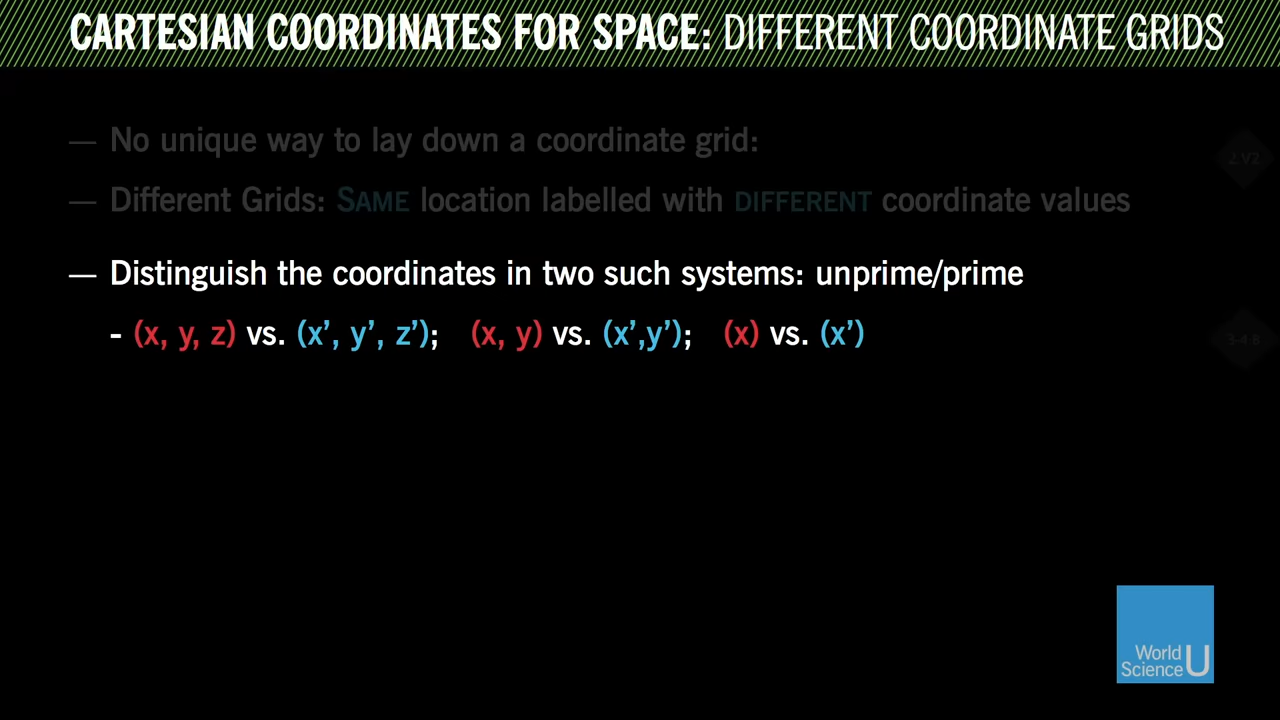 CARTESIAN COORDINATES FOR SPACE: DIFFERENT COORDINATE GRIDS
— No unique way to lay down a coordinate grid:
2.V2
— Different Grids: SAME location labelled with DIFFERENT coordinate values
— Distinguish the coordinates in two such systems: unprime/prime
- (x, y, z) vs. (x’, y’, z’); (x, y) vs. (x’,y’); (x) vs. (x’)
World
Science U